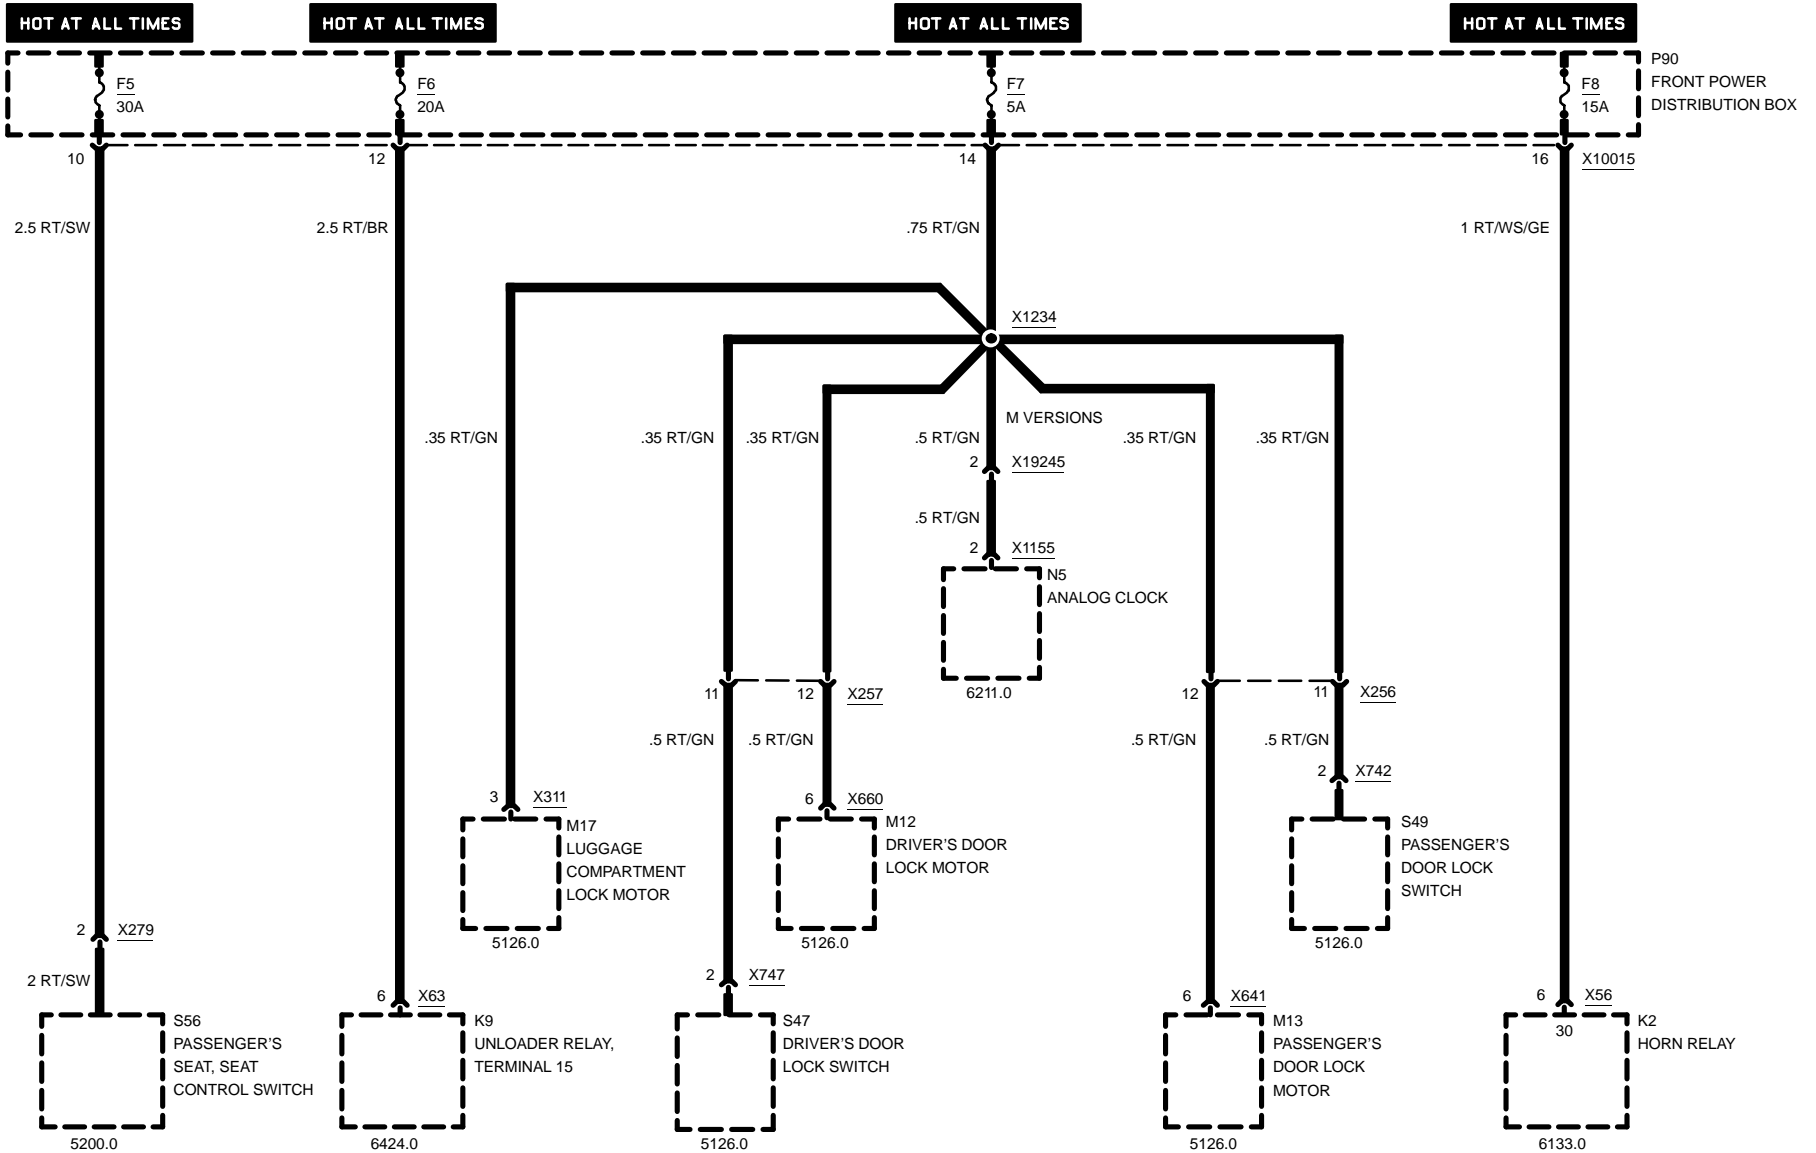 HOT AT ALL TIMES
HOT AT ALL TIMES
HOT AT ALL TIMES
HOT AT ALL TIMES
F5
30A
F6
20A
F7
5A
F8
15A
P90
FRONT POWER
DISTRIBUTION BOX
10
12
14
16
X10015
2.5 RT/SW
2.5 RT/BR
.75 RT/GN
1 RT/WS/GE
X1234
M VERSIONS
.35 RT/GN
.35 RT/GN
.35 RT/GN
.5 RT/GN
.35 RT/GN
.35 RT/GN
2
X19245
.5 RT/GN
2
X1155
N5
ANALOG CLOCK
6211.0
11
12
X257
12
11
X256
.5 RT/GN
.5 RT/GN
.5 RT/GN
.5 RT/GN
2
X742
3
X311
6
X660
M17
LUGGAGE
COMPARTMENT
LOCK MOTOR
5126.0
M12
DRIVER'S DOOR
LOCK MOTOR
5126.0
S49
PASSENGER'S
DOOR LOCK
SWITCH
5126.0
2
X279
2 RT/SW
6
X63
2
X747
6
X641
6
X56
30
S56
PASSENGER'S
SEAT, SEAT
CONTROL SWITCH
5200.0
K9
UNLOADER RELAY,
TERMINAL 15
6424.0
S47
DRIVER'S DOOR
LOCK SWITCH
5126.0
M13
PASSENGER'S
DOOR LOCK
MOTOR
5126.0
K2
HORN RELAY
6133.0